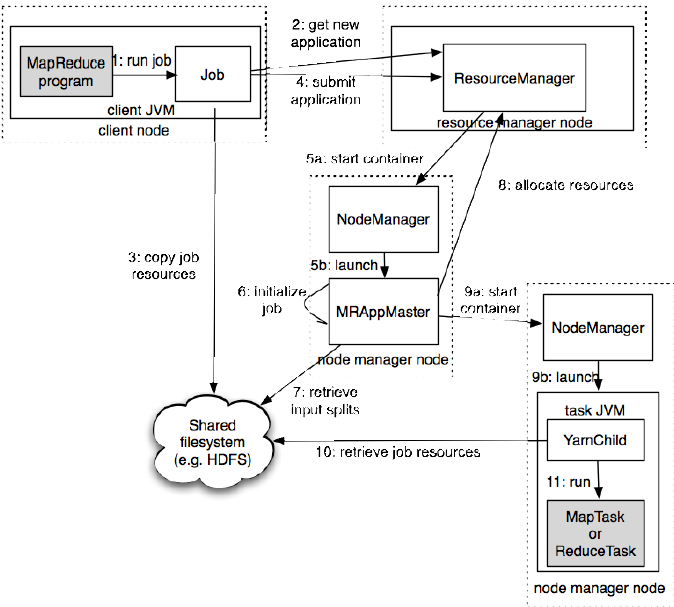 MapReduce
program
1: run job
Job
client JVM
client node
2: get new
application
4: submit
application
ResourceManager
resource manager node
5a: start container
8: allocate resources
NodeManager
5b: launch
3: copy job
resources
6: initialize
job
MRAppMaster
9a: start
container
node manager node
NodeManager
7: retrieve
input splits
9b: launch
task JVM
Shared
filesystem
(e.g. HDFS)
YarnChild
10: retrieve job resources
11: run
MapTask
or
ReduceTask
node manager node